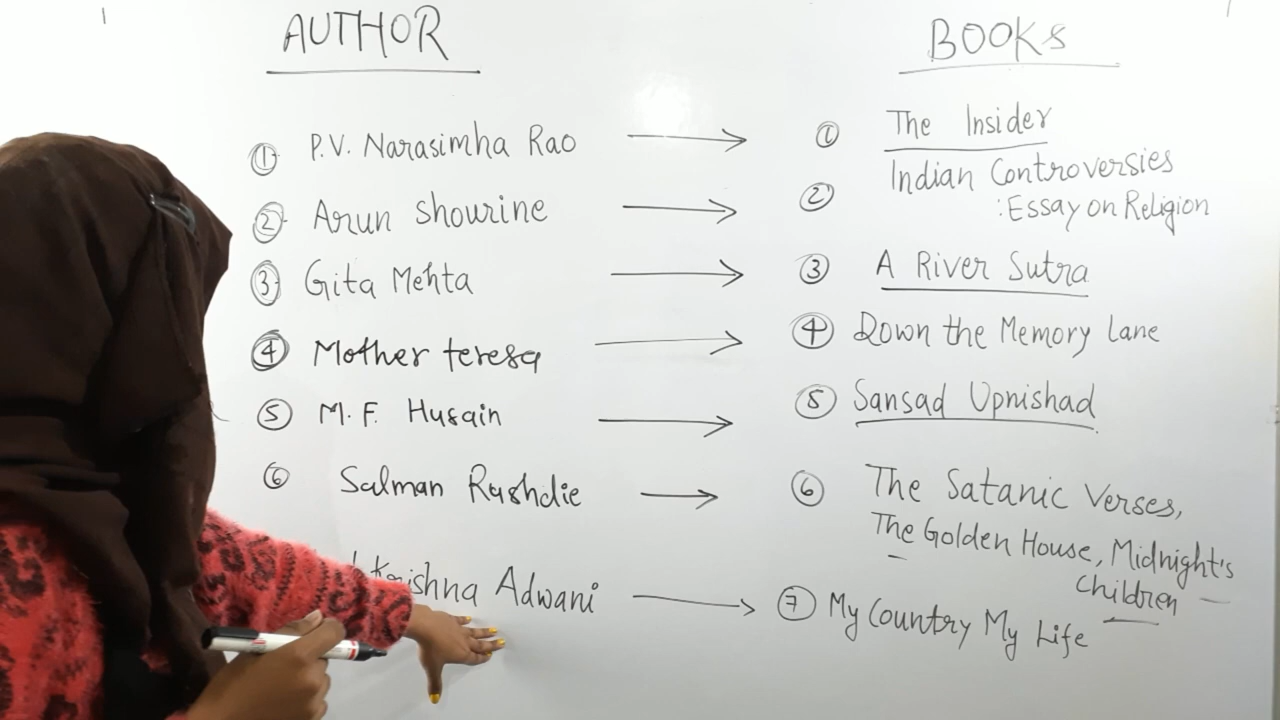 AUTHOR
BOOKS
① P.V. Narasimha Rao → ① The Insider
② Arun Shourine → ② Indian Controversies
:Essay on Religion
③ Gita Mehta → ③ A River Sutra
④ Mother teresa → ④ Down the Memory Lane
⑤ M.F. Husain → ⑤ Sansad Upnishad
⑥ Salman Rushdie → ⑥ The Satanic Verses,
The Golden House, Midnight's
Children
Adwani → ⑦ My Country My Life